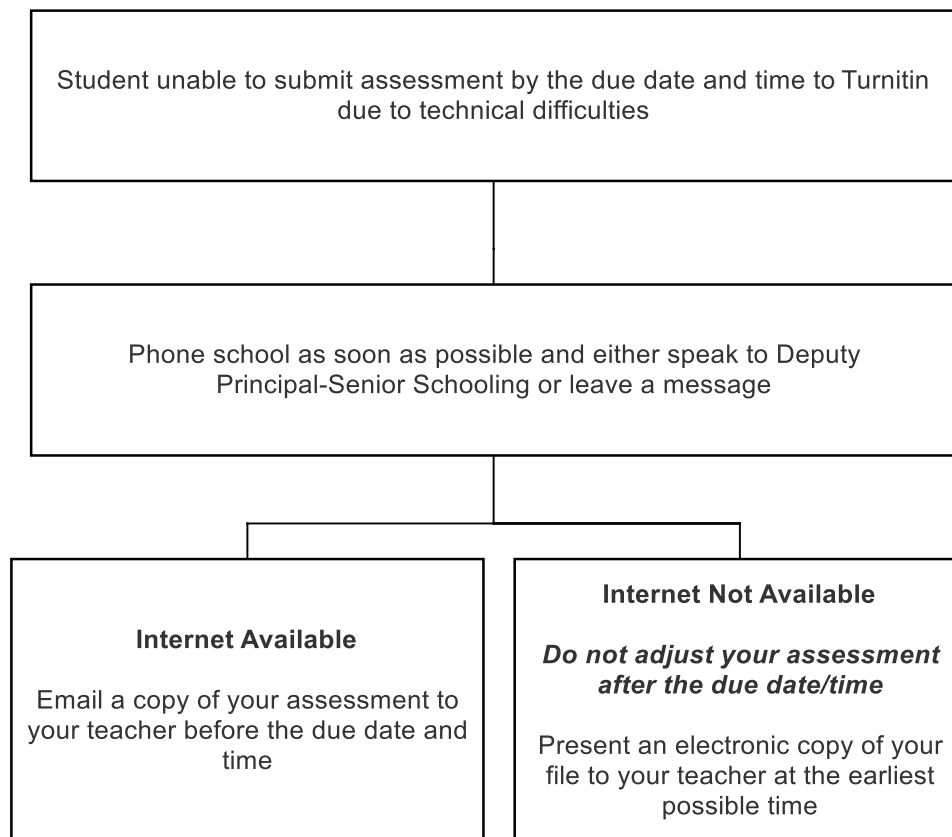 Student unable to submit assessment by the due date and time to Turnitin
due to technical difficulties
Phone school as soon as possible and either speak to Deputy
Principal-Senior Schooling or leave a message
Internet Available
Email a copy of your assessment to
your teacher before the due date and
time
Internet Not Available
Do not adjust your assessment
after the due date/time
Present an electronic copy of your
file to your teacher at the earliest
possible time